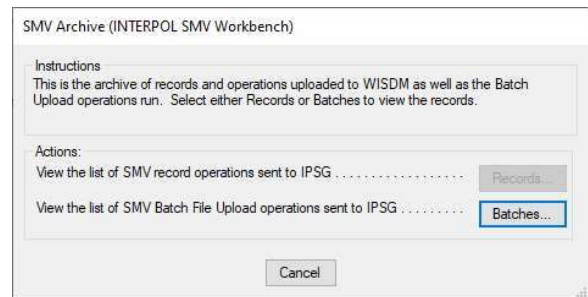 SMV Archive (INTERPOL SMV Workbench)
Instructions
This is the archive of records and operations uploaded to WISDM as well as the Batch
Upload operations run. Select either Records or Batches to view the records.
Actions:
View the list of SMV record operations sent to IPSG . . . . . . . . . . . . . . . . . . Records...
View the list of SMV Batch File Upload operations sent to IPSG . . . . . . . . . Batches...
Cancel